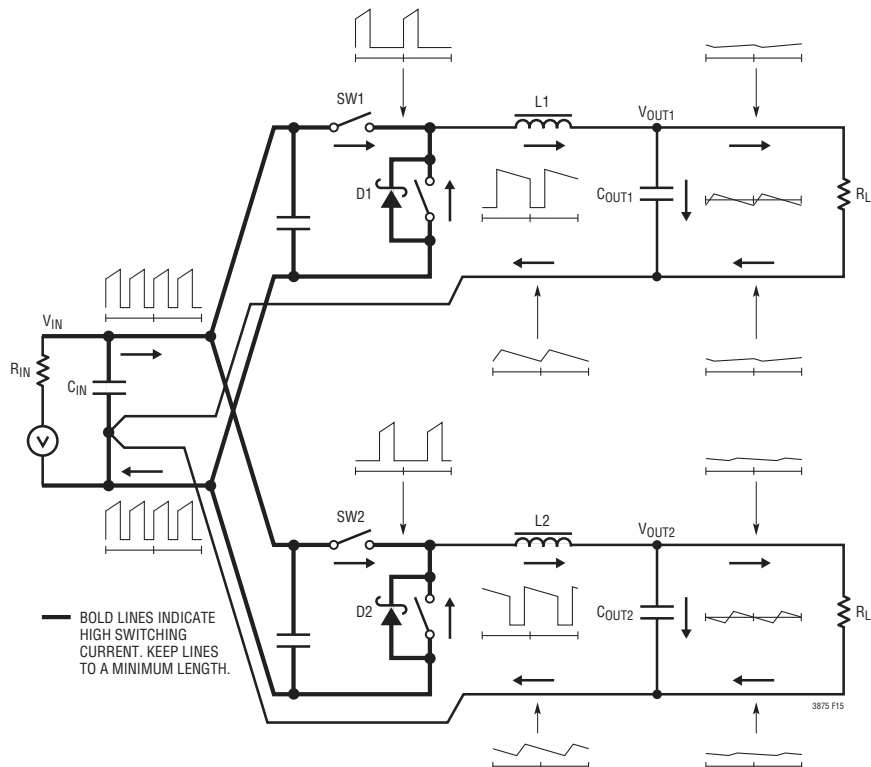 SW1
L1
VOUT1
D1
COUT1
RL
VIN
RIN
CIN
V
SW2
L2
VOUT2
D2
COUT2
RL
BOLD LINES INDICATE
HIGH SWITCHING
CURRENT. KEEP LINES
TO A MINIMUM LENGTH.
3875 F15